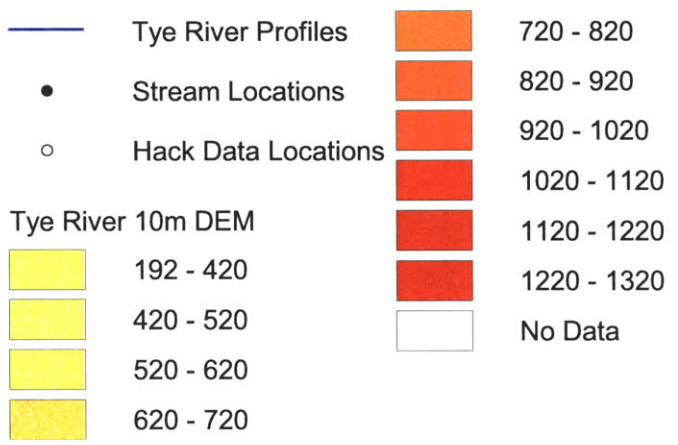 Tye River Profiles
Stream Locations
Hack Data Locations
Tye River 10m DEM
192 - 420
420 - 520
520 - 620
620 - 720
720 - 820
820 - 920
920 - 1020
1020 - 1120
1120 - 1220
1220 - 1320
No Data